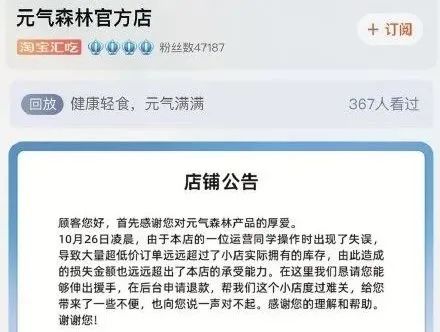 元气森林官方店
+ 订阅
淘宝汇吃 粉丝数47187
回放 健康轻食，元气满满 367人看过
店铺公告
顾客您好，首先感谢您对元气森林产品的厚爱。
10月26日凌晨，由于本店的一位运营同学操作时出现了失误，
导致大量超低价订单远远超过了小店实际拥有的库存，由此造成
的损失金额也远远超出了本店的承受能力。在这里我们恳请您能
够伸出援手，在后台申请退款，帮我们这个小店度过难关，给您
带来了一些不便，也向您说一声对不起。感谢您的理解和帮助。
谢谢您！